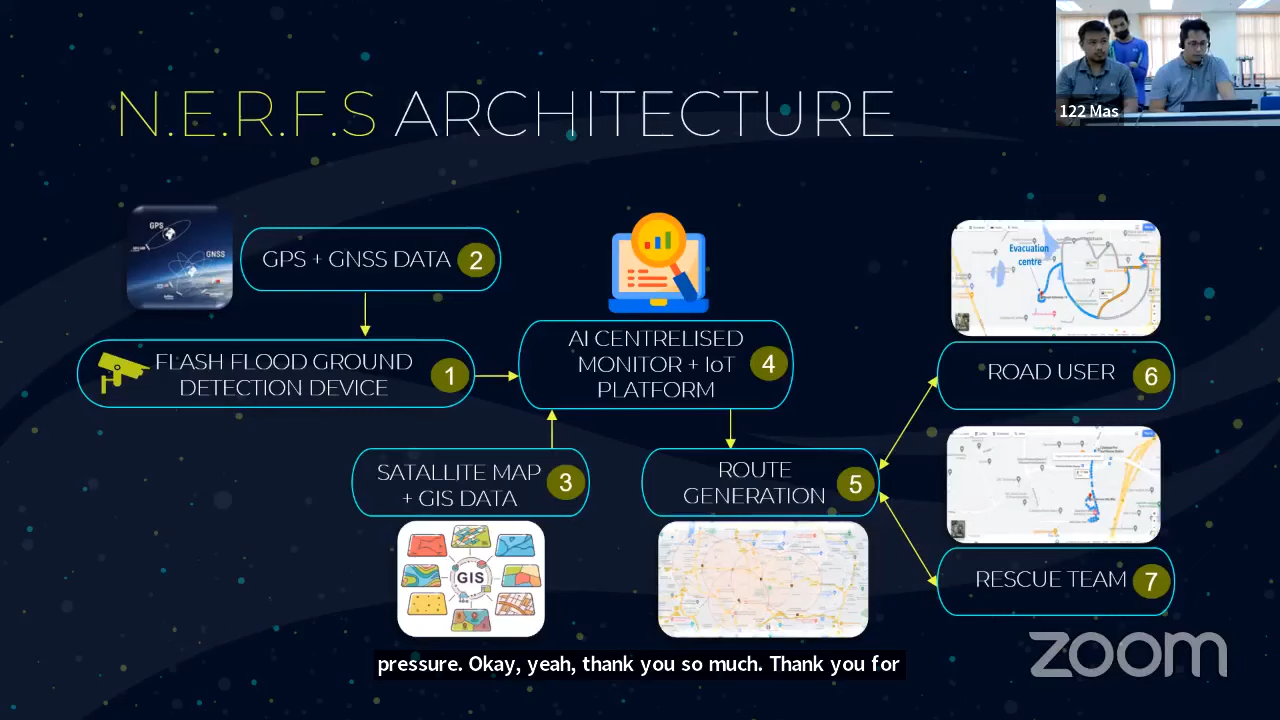 122 Mas
N.E.R.F.S ARCHITECTURE
GPS
GNSS
GPS + GNSS DATA
2
FLASH FLOOD GROUND
DETECTION DEVICE
1
AI CENTRELISED
MONITOR + IoT
PLATFORM
4
SATALLITE MAP
+ GIS DATA
3
GIS
ROUTE
GENERATION
5
Evacuation
centre
ROAD USER
6
RESCUE TEAM
7
pressure. Okay, yeah, thank you so much. Thank you for
zoom